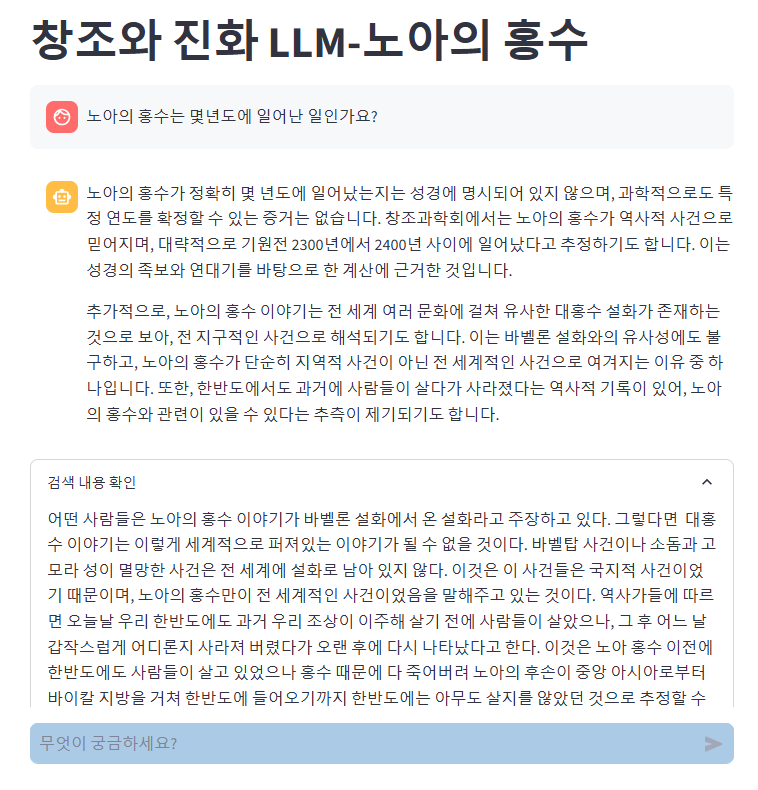 창조와 진화 LLM-노아의 홍수
노아의 홍수는 몇년도에 일어난 일인가요?
노아의 홍수가 정확히 몇 년도에 일어났는지는 성경에 명시되어 있지 않으며, 과학적으로도 특
정 연도를 확정할 수 있는 증거는 없습니다. 창조과학회에서는 노아의 홍수가 역사적 사건으로
믿어지며, 대략적으로 기원전 2300년에서 2400년 사이에 일어났다고 추정하기도 합니다. 이는
성경의 족보와 연대기를 바탕으로 한 계산에 근거한 것입니다.
추가적으로, 노아의 홍수 이야기는 전 세계 여러 문화에 걸쳐 유사한 대홍수 설화가 존재하는
것으로 보아, 전 지구적인 사건으로 해석되기도 합니다. 이는 바벨론 설화와의 유사성에도 불
구하고, 노아의 홍수가 단순히 지역적 사건이 아닌 전 세계적인 사건으로 여겨지는 이유 중 하
나입니다. 또한, 한반도에서도 과거에 사람들이 살다가 사라졌다는 역사적 기록이 있어, 노아
의 홍수와 관련이 있을 수 있다는 추측이 제기되기도 합니다.
검색 내용 확인
어떤 사람들은 노아의 홍수 이야기가 바벨론 설화에서 온 설화라고 주장하고 있다. 그렇다면 대홍
수 이야기는 이렇게 세계적으로 퍼져있는 이야기가 될 수 없을 것이다. 바벨탑 사건이나 소돔과 고
모라 성이 멸망한 사건은 전 세계에 설화로 남아 있지 않다. 이것은 이 사건들은 국지적 사건이었
기 때문이며, 노아의 홍수만이 전 세계적인 사건이었음을 말해주고 있는 것이다. 역사가들에 따르
면 오늘날 우리 한반도에도 과거 우리 조상이 이주해 살기 전에 사람들이 살았으나, 그 후 어느 날
갑작스럽게 어디론지 사라져 버렸다가 오랜 후에 다시 나타났다고 한다. 이것은 노아 홍수 이전에
한반도에도 사람들이 살고 있었으나 홍수 때문에 다 죽어버려 노아의 후손이 중앙 아시아로부터
바이칼 지방을 거쳐 한반도에 들어오기까지 한반도에는 아무도 살지를 않았던 것으로 추정할 수
무엇이 궁금하세요?